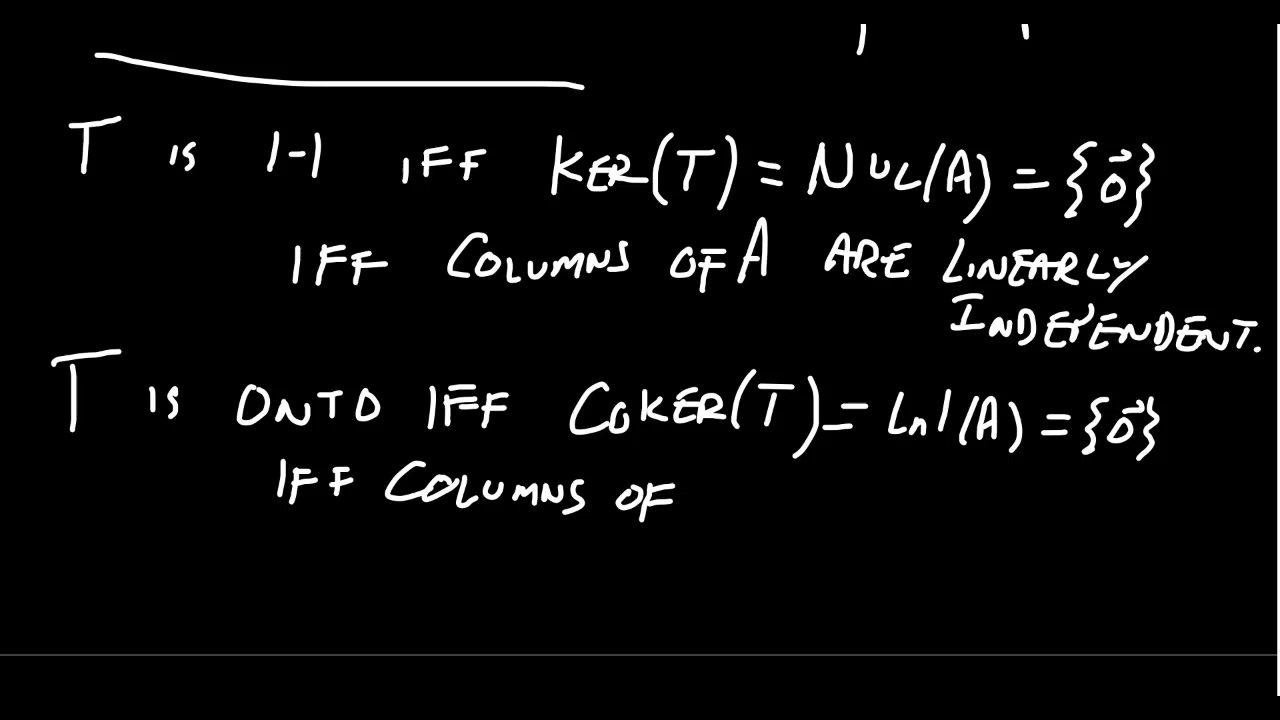 T is 1-1 IFF KER(T) = NUL(A) = {0⃗}
IFF COLUMNS OF A ARE LINEARLY
INDEPENDENT.
T is ONTO IFF COKER(T) = Lnl(A) = {0⃗}
IFF COLUMNS OF